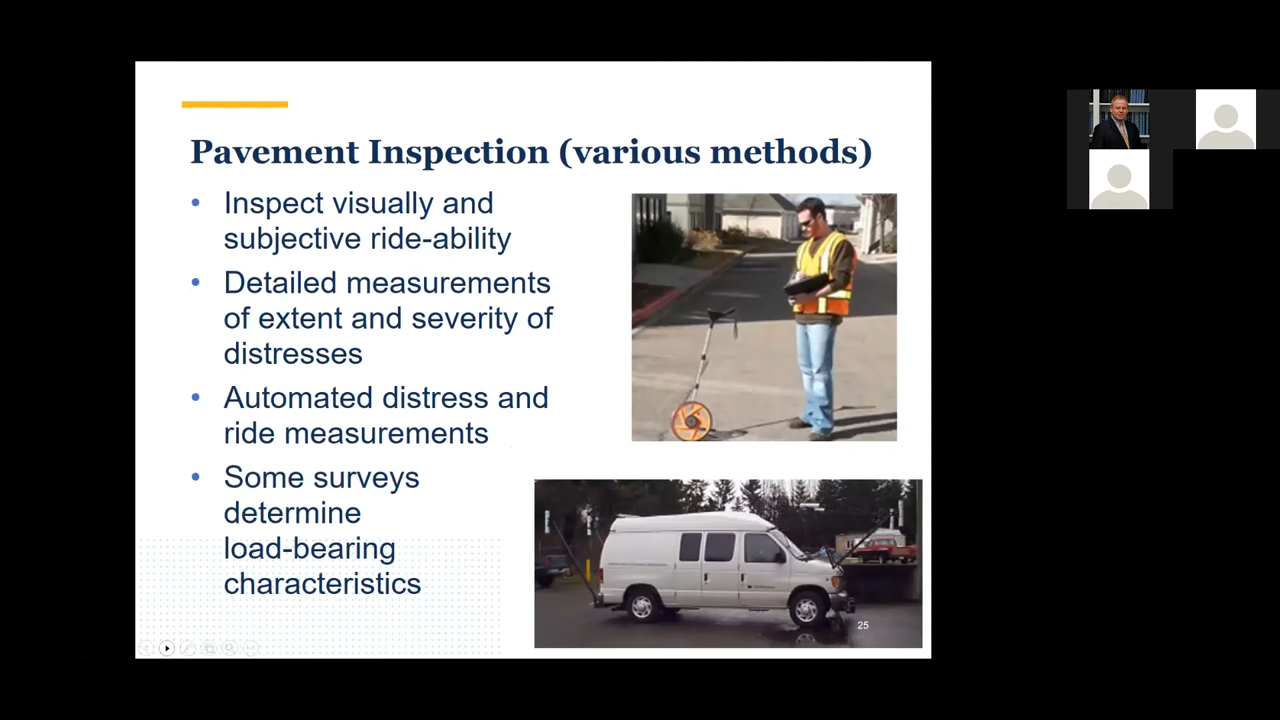 Pavement Inspection (various methods)
• Inspect visually and
subjective ride-ability
• Detailed measurements
of extent and severity of
distresses
• Automated distress and
ride measurements
• Some surveys
determine
load-bearing
characteristics
25